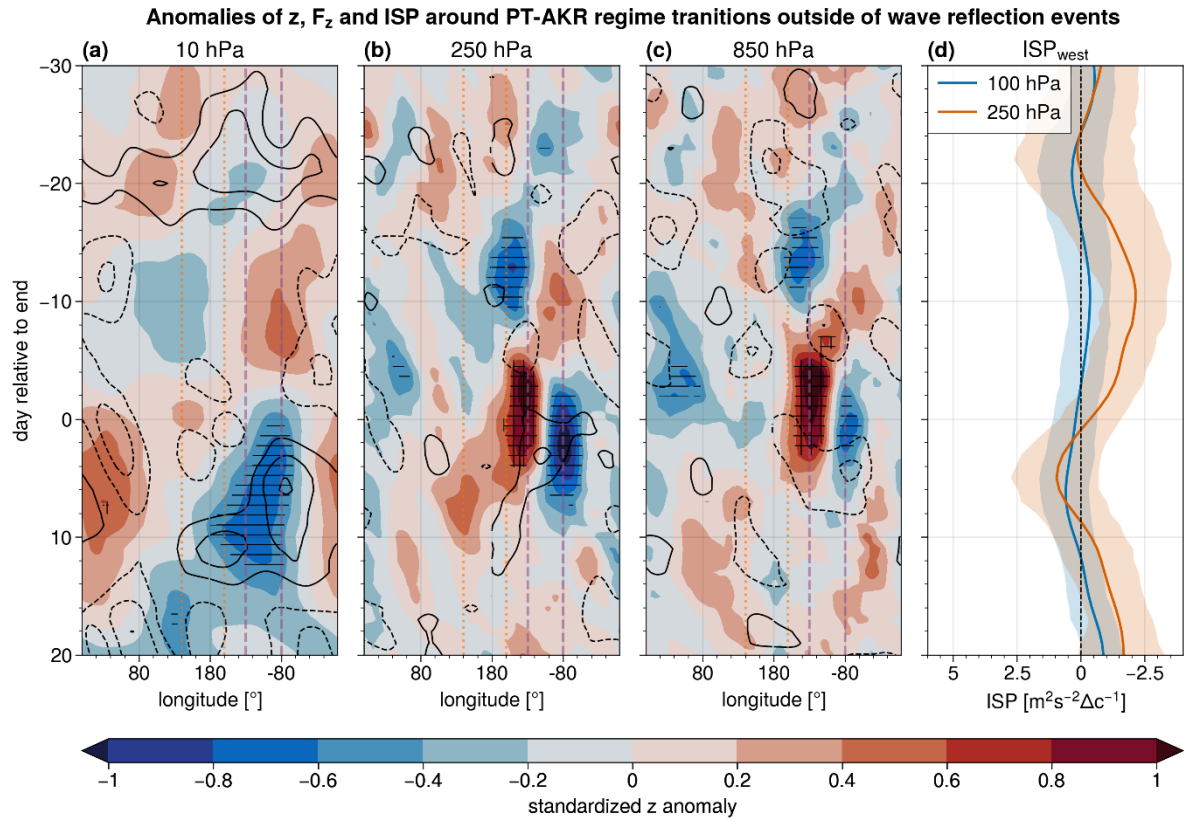 Anomalies of z, F_z and ISP around PT-AKR regime tranitions outside of wave reflection events
(a) 10 hPa
(b) 250 hPa
(c) 850 hPa
(d) ISP_west
100 hPa
250 hPa
−30
−20
−10
0
10
20
day relative to end
80 180 -80
80 180 -80
80 180 -80
5 2.5 0 −2.5
longitude [°]
longitude [°]
longitude [°]
ISP [m²s⁻²Δc⁻¹]
−1 −0.8 −0.6 −0.4 −0.2 0 0.2 0.4 0.6 0.8 1
standardized z anomaly